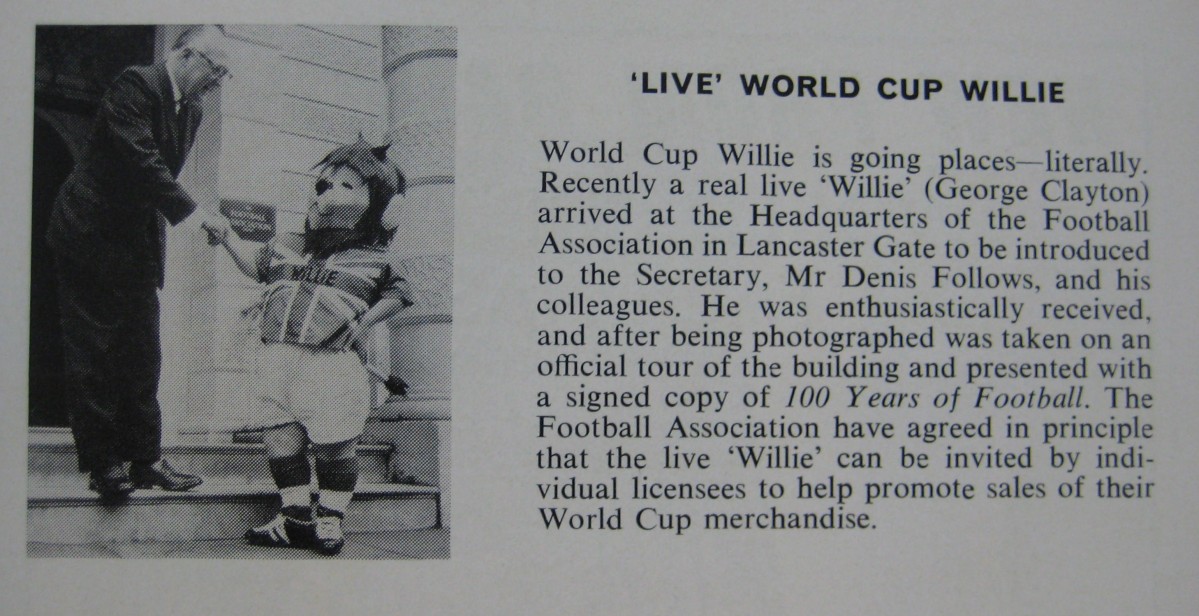 'LIVE' WORLD CUP WILLIE
World Cup Willie is going places—literally.
Recently a real live 'Willie' (George Clayton)
arrived at the Headquarters of the Football
Association in Lancaster Gate to be introduced
to the Secretary, Mr Denis Follows, and his
colleagues. He was enthusiastically received,
and after being photographed was taken on an
official tour of the building and presented with
a signed copy of 100 Years of Football. The
Football Association have agreed in principle
that the live 'Willie' can be invited by indi-
vidual licensees to help promote sales of their
World Cup merchandise.
WILLIE